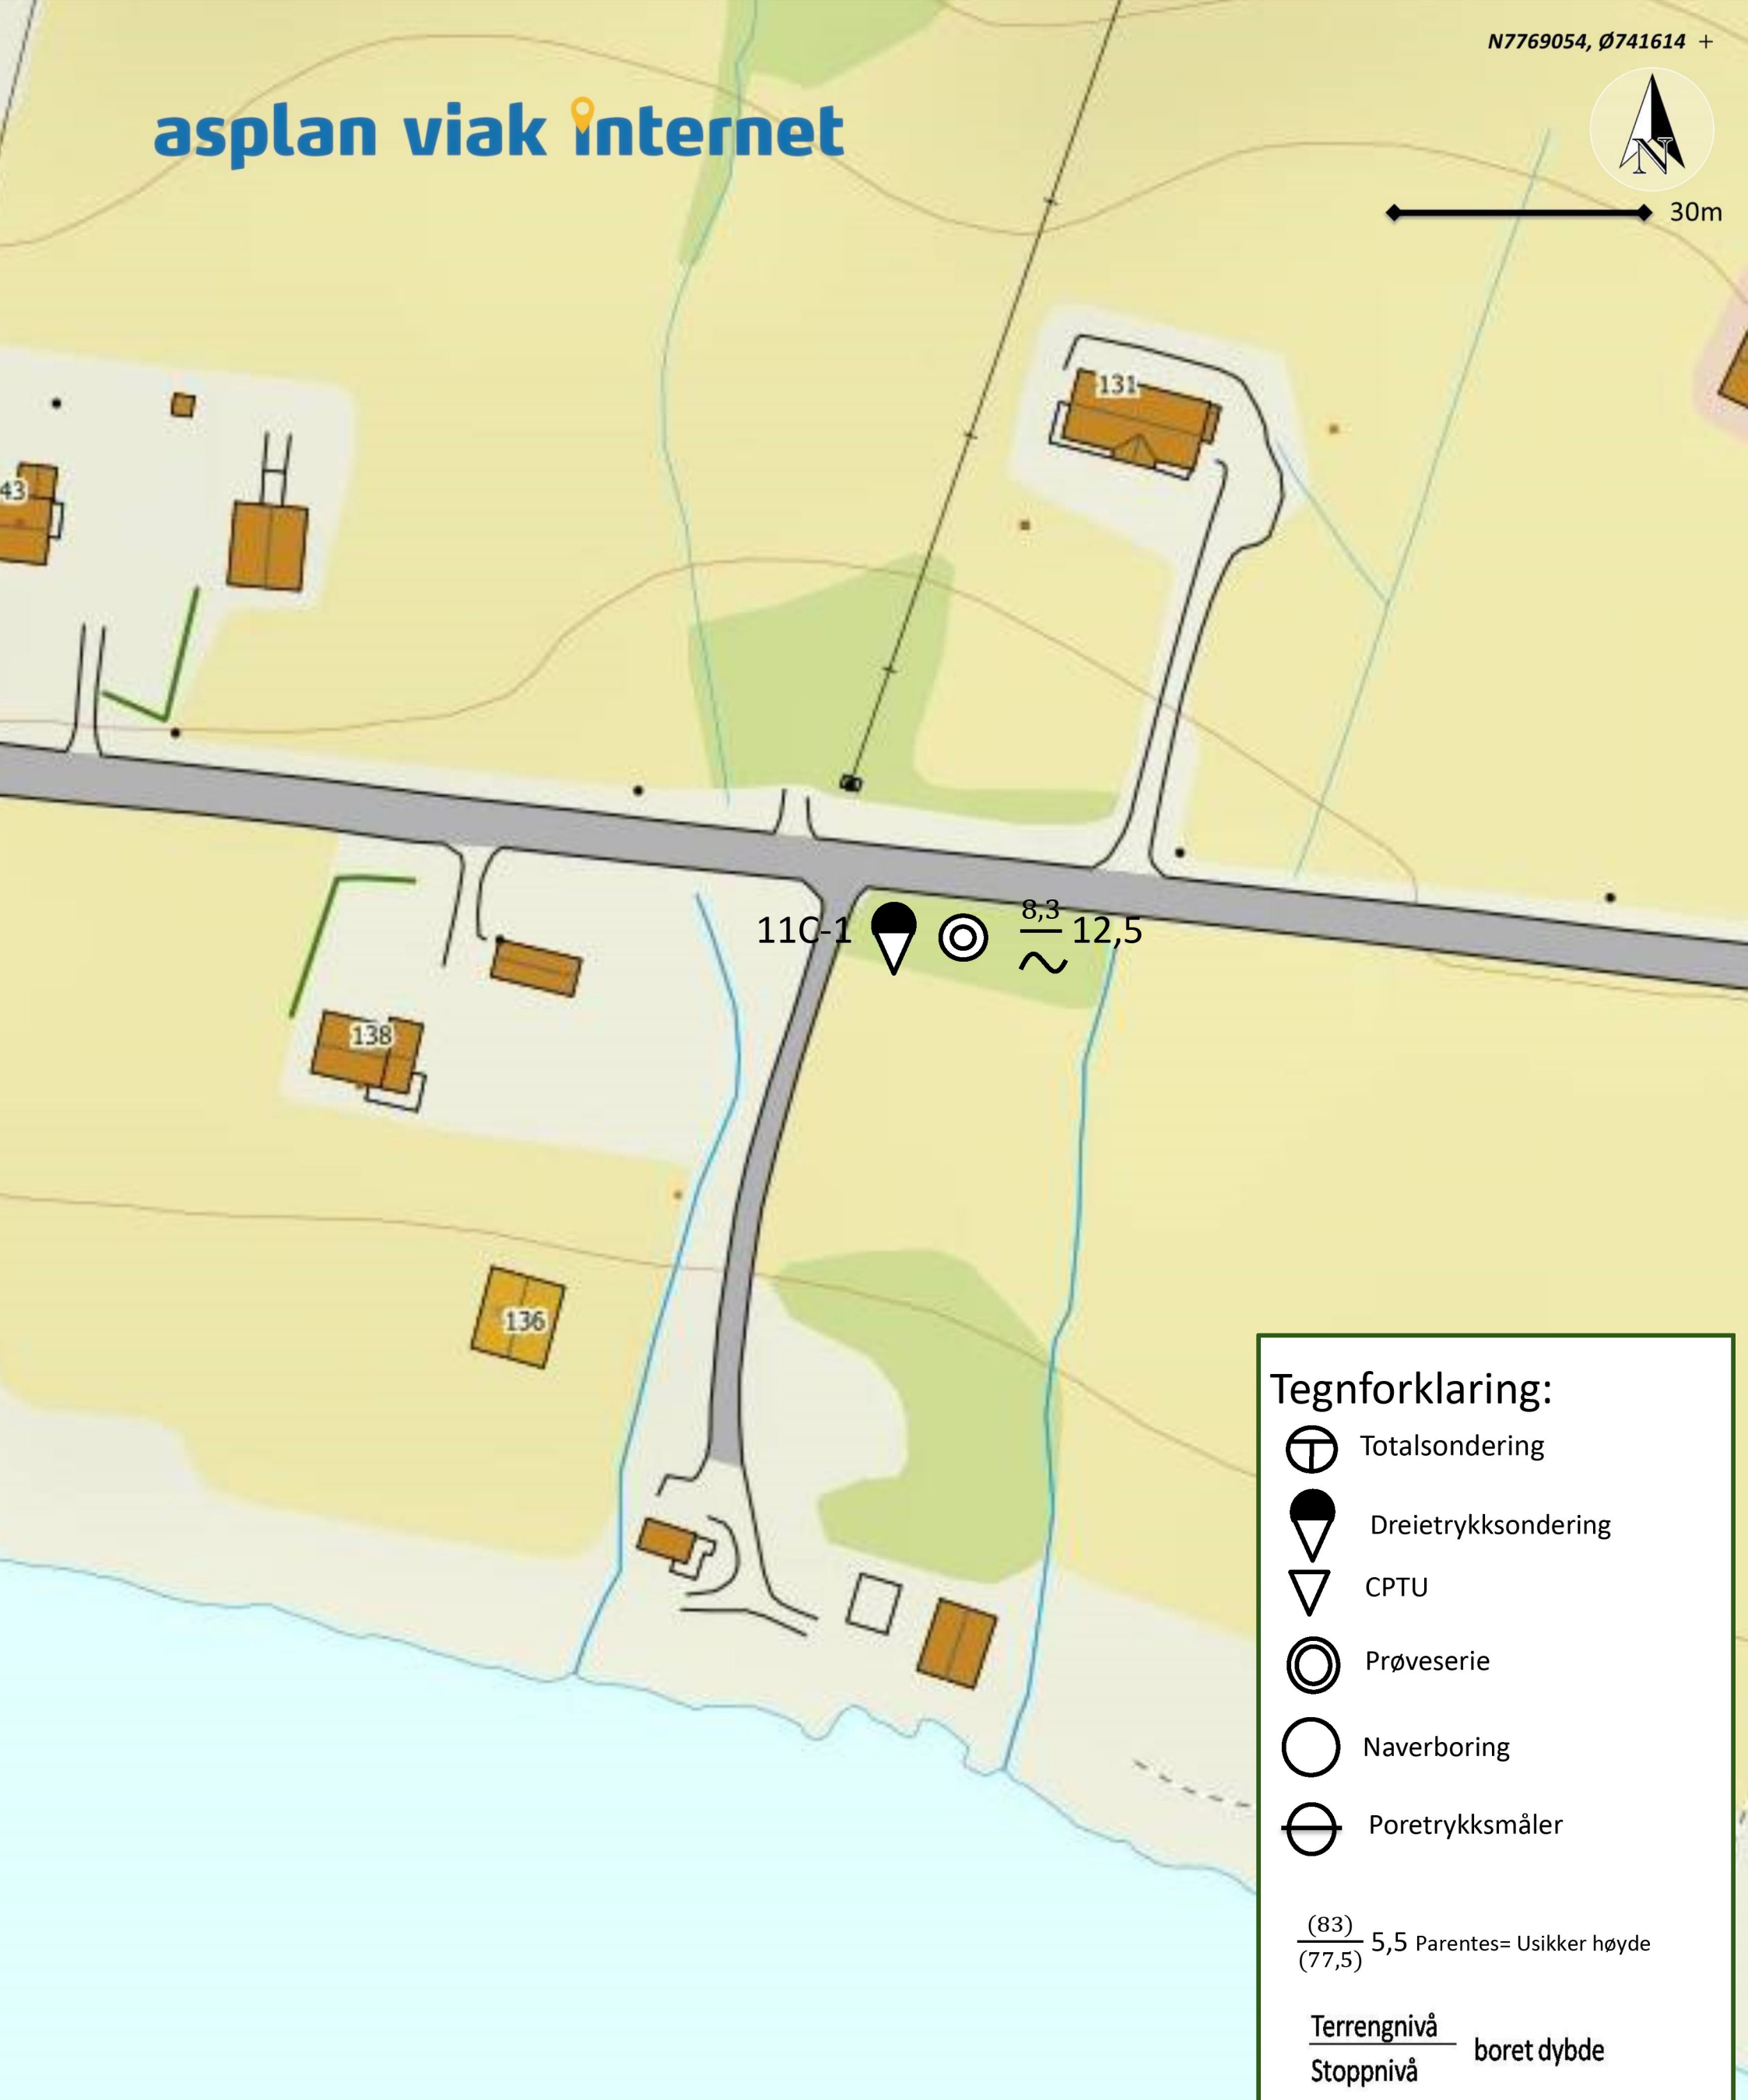 N7769054, Ø741614 +
asplan viak internet
30m
131
43
11C-1 8,3 12,5
~
138
136
Tegnforklaring:
Totalsondering
Dreietrykksondering
CPTU
Prøveserie
Naverboring
Poretrykksmåler
(83)
(77,5) 5,5 Parentes= Usikker høyde
Terrengnivå
Stoppnivå boret dybde